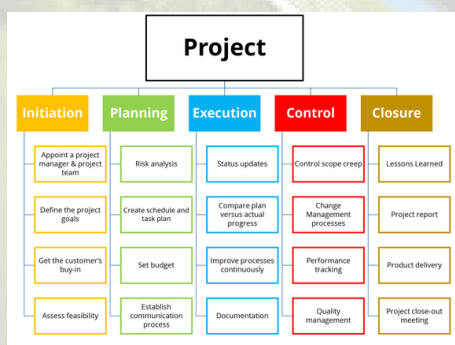 Project
Initiation
Planning
Execution
Control
Closure
Appoint a project
manager & project
team
Risk analysis
Status updates
Control scope creep
Lessons Learned
Define the project
goals
Create schedule and
task plan
Compare plan
versus actual
progress
Change
Management
processes
Project report
Get the customer's
buy-in
Set budget
Improve processes
continuously
Performance
tracking
Product delivery
Assess feasibility
Establish
communication
process
Documentation
Quality
management
Project close-out
meeting